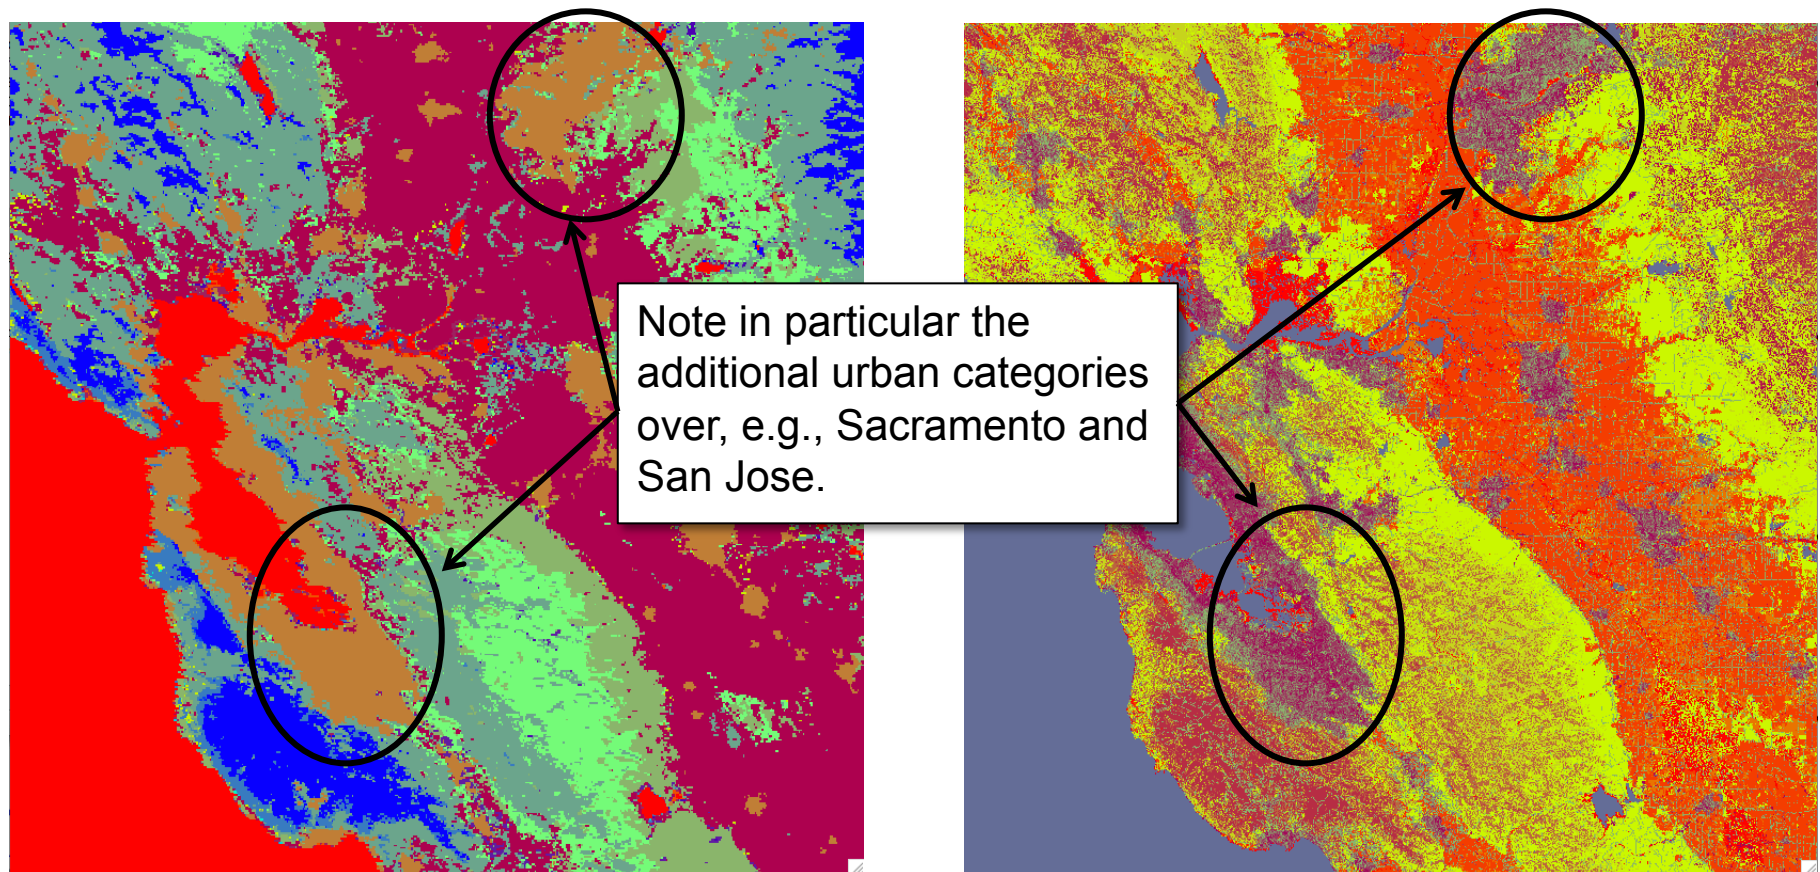 Note in particular the
additional urban categories
over, e.g., Sacramento and
San Jose.